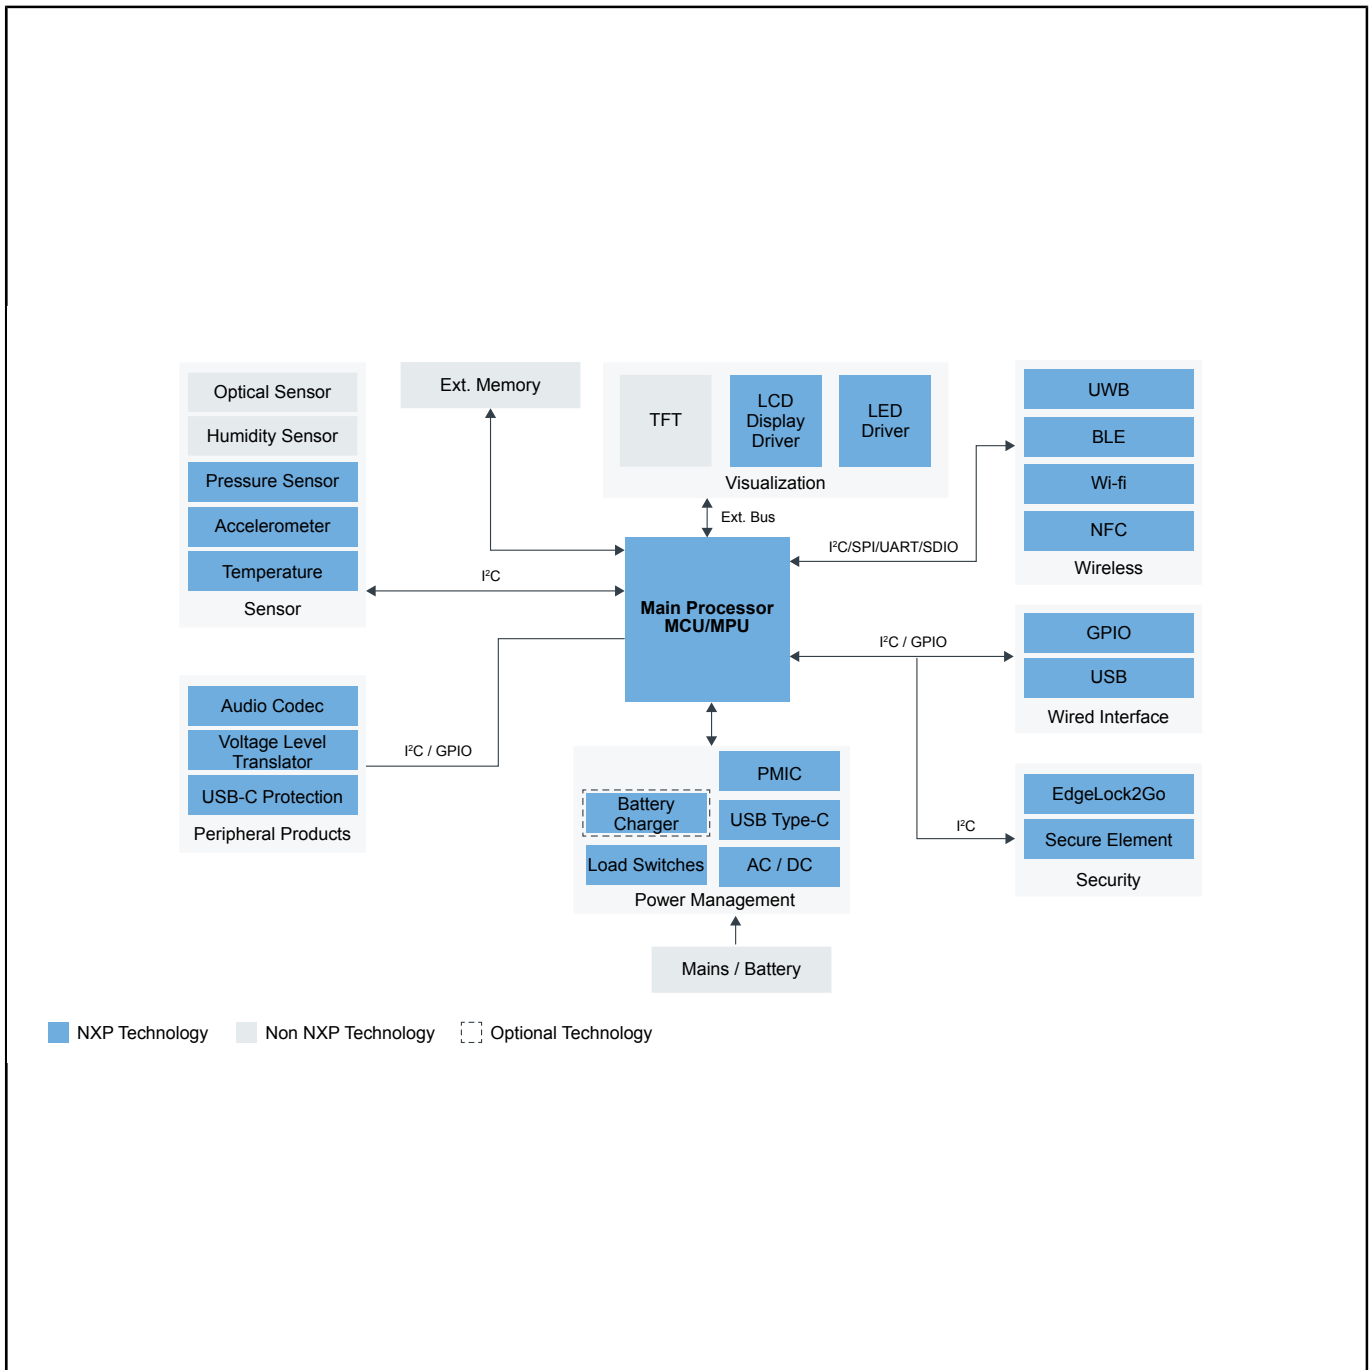 Optical Sensor
Humidity Sensor
Pressure Sensor
Accelerometer
Temperature
Sensor
Ext. Memory
TFT
LCD
Display
Driver
LED
Driver
Visualization
Ext. Bus
UWB
BLE
Wi-fi
NFC
Wireless
I²C/SPI/UART/SDIO
I²C
Main Processor
MCU/MPU
I²C / GPIO
GPIO
USB
Wired Interface
Audio Codec
Voltage Level
Translator
USB-C Protection
Peripheral Products
I²C / GPIO
PMIC
Battery
Charger
USB Type-C
Load Switches
AC / DC
Power Management
I²C
EdgeLock2Go
Secure Element
Security
Mains / Battery
NXP Technology
Non NXP Technology
Optional Technology